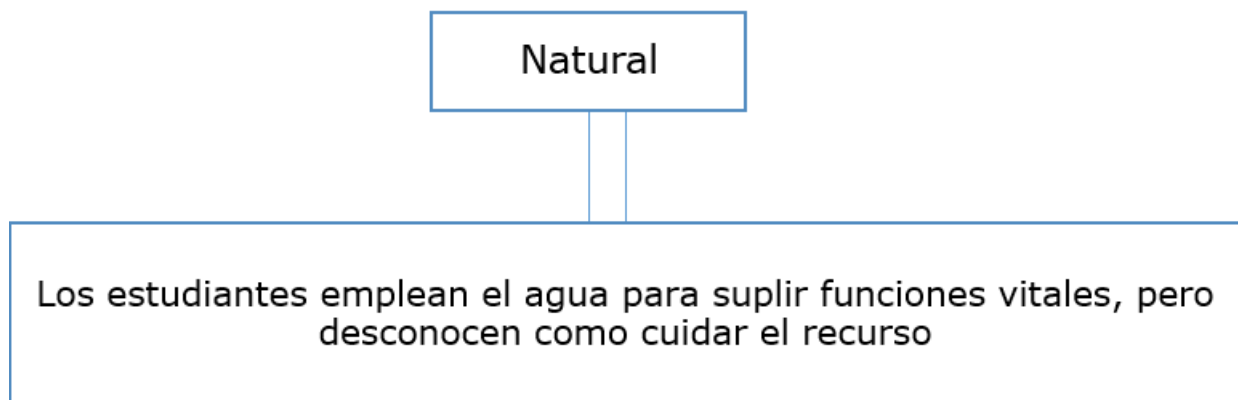 Natural
Los estudiantes emplean el agua para suplir funciones vitales, pero
desconocen como cuidar el recurso